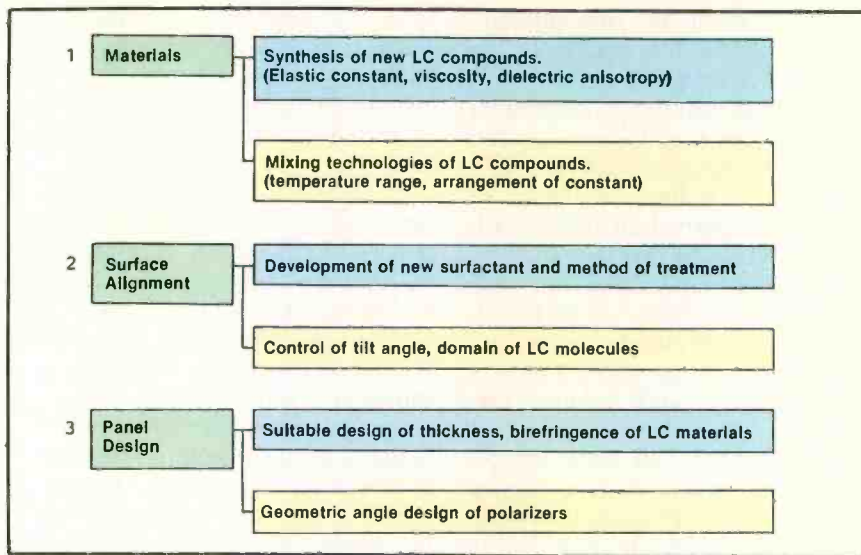 1 Materials
Synthesis of new LC compounds.
(Elastic constant, viscosity, dielectric anisotropy)
Mixing technologies of LC compounds.
(temperature range, arrangement of constant)
2 Surface
Alignment
Development of new surfactant and method of treatment
Control of tilt angle, domain of LC molecules
3 Panel
Design
Suitable design of thickness, birefringence of LC materials
Geometric angle design of polarizers